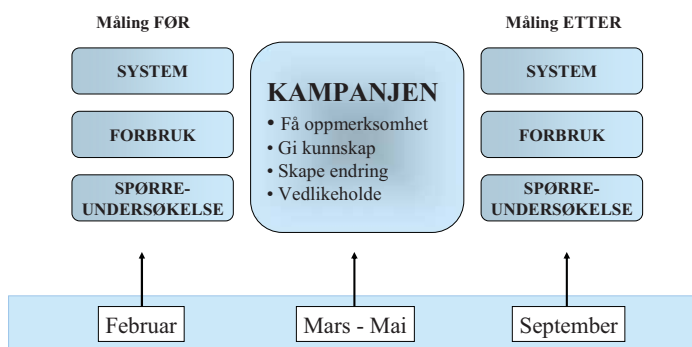 Måling FØR
SYSTEM
FORBRUK
SPØRRE-
UNDERSØKELSE
KAMPANJEN
• Få oppmerksomhet
• Gi kunnskap
• Skape endring
• Vedlikeholde
Måling ETTER
SYSTEM
FORBRUK
SPØRRE-
UNDERSØKELSE
Februar
Mars - Mai
September